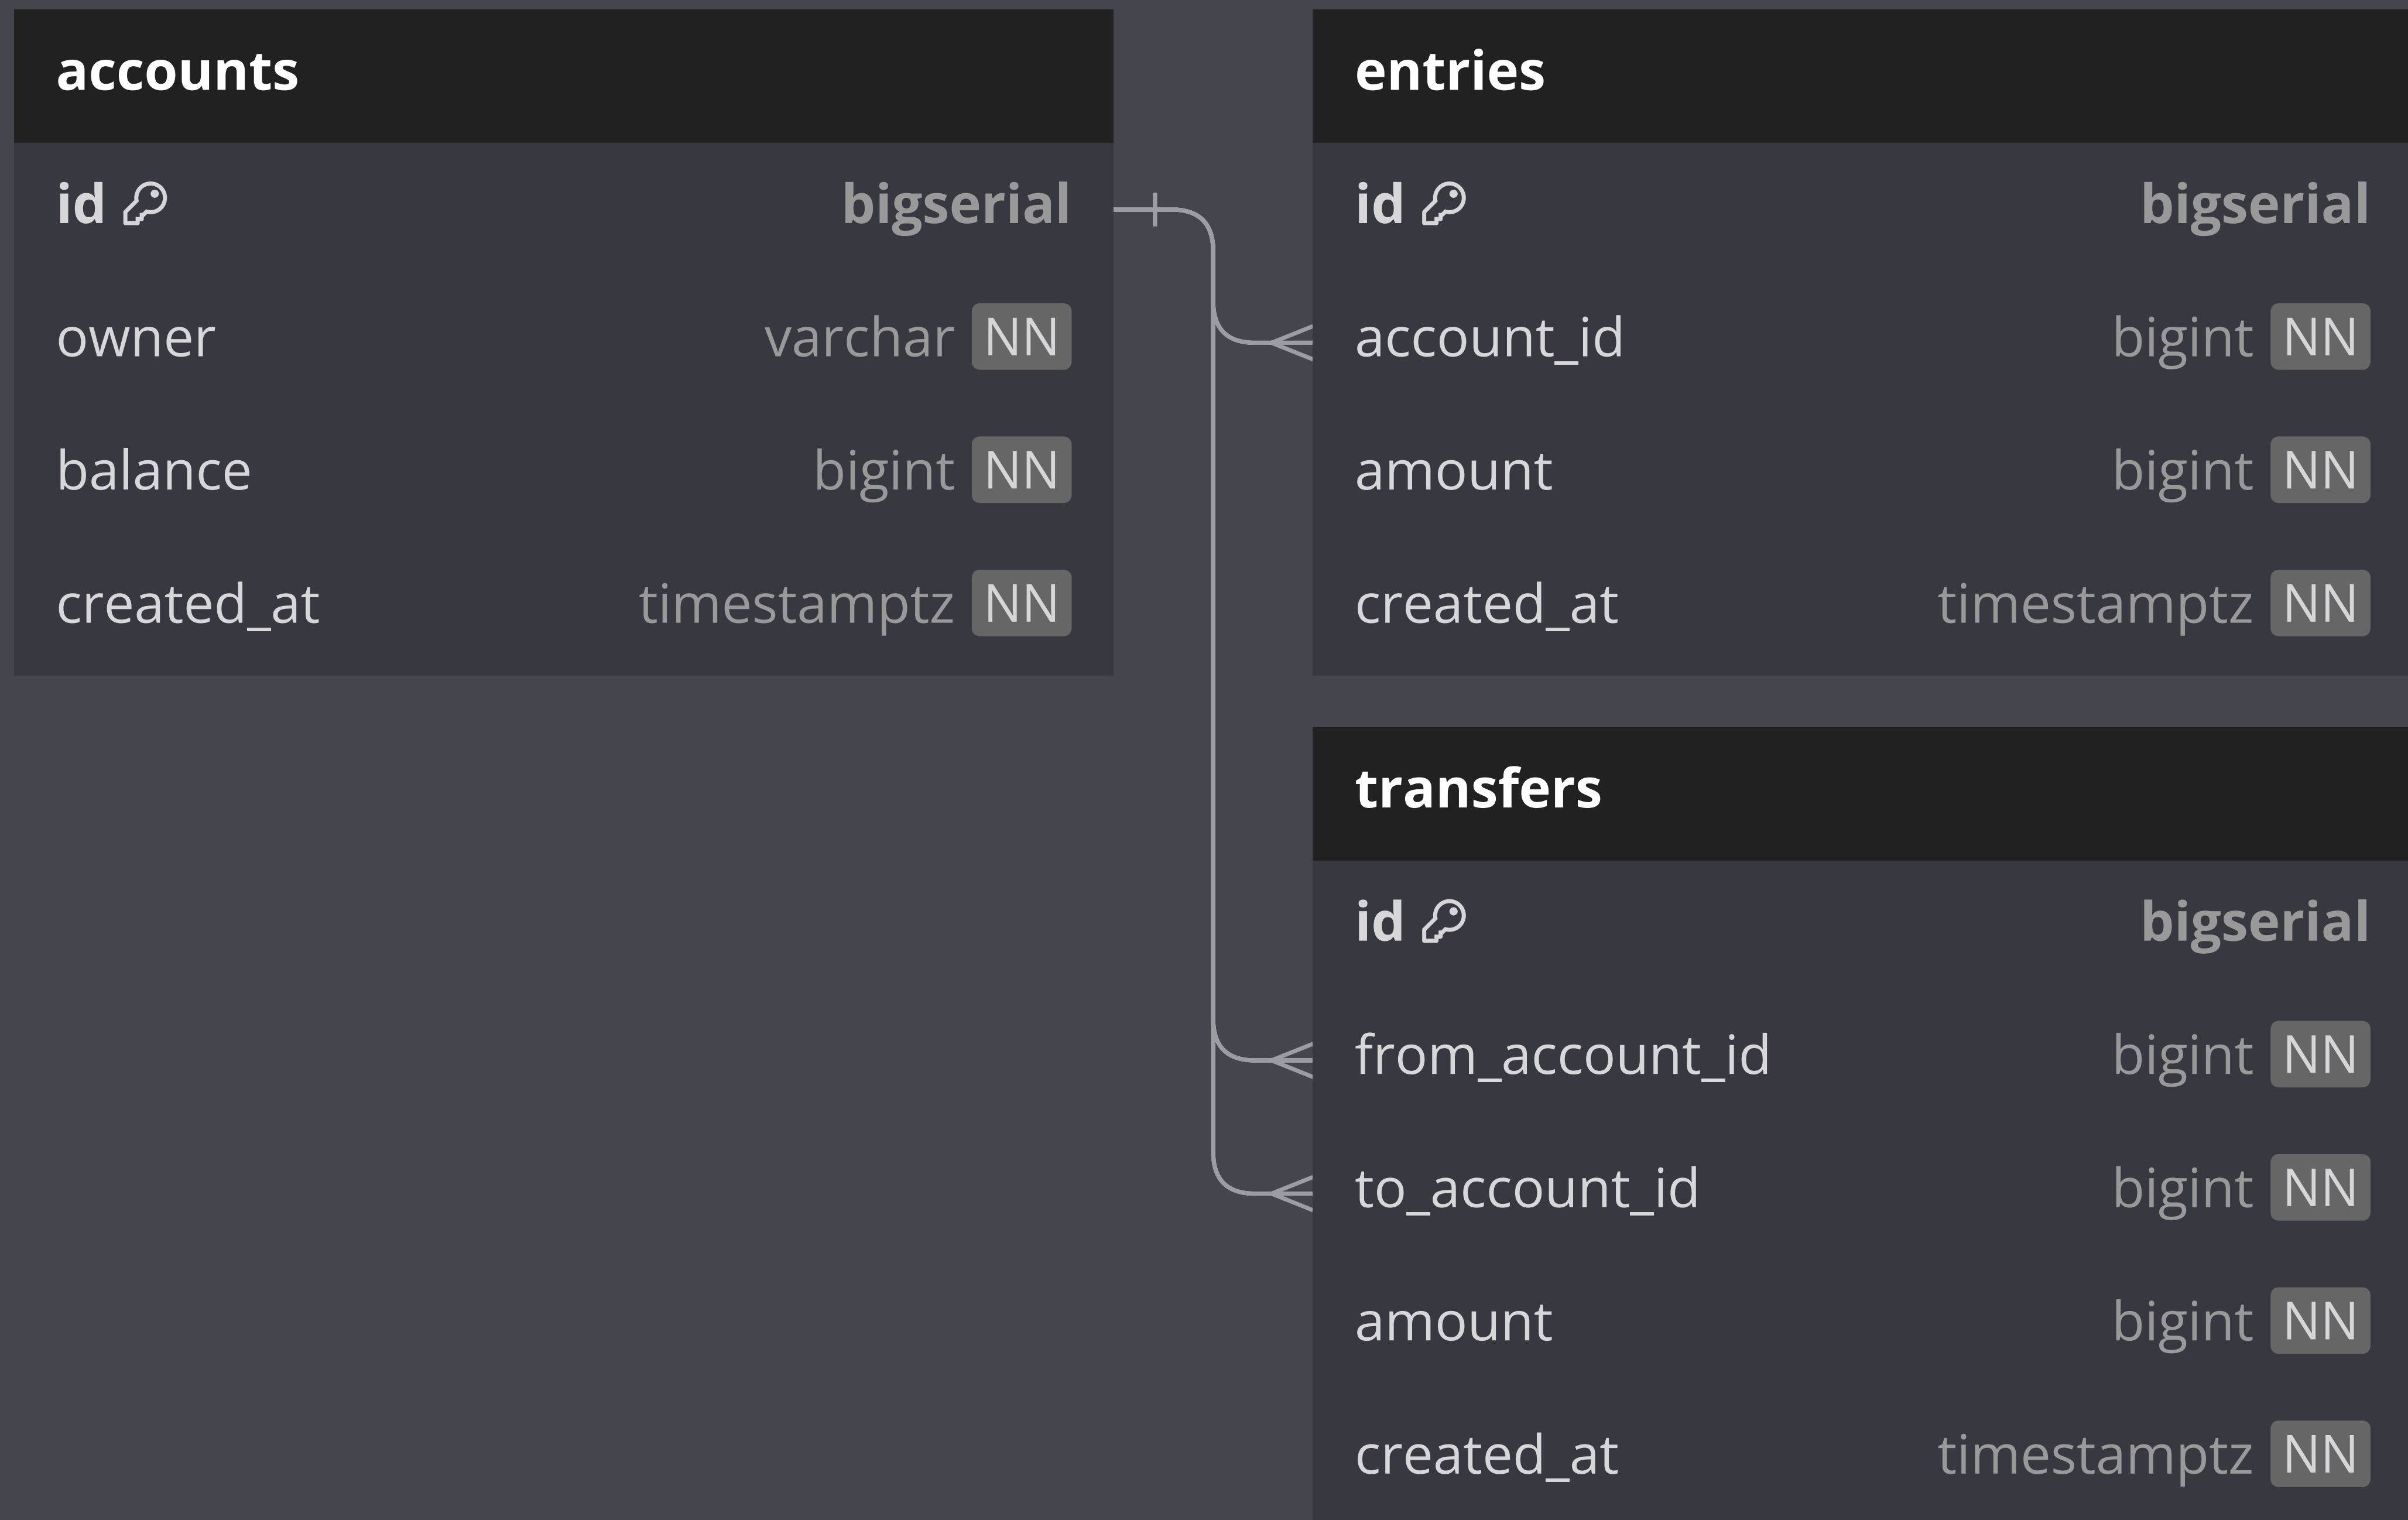 accounts
id bigserial
owner varchar NN
balance bigint NN
created_at timestamptz NN
entries
id bigserial
account_id bigint NN
amount bigint NN
created_at timestamptz NN
transfers
id bigserial
from_account_id bigint NN
to_account_id bigint NN
amount bigint NN
created_at timestamptz NN